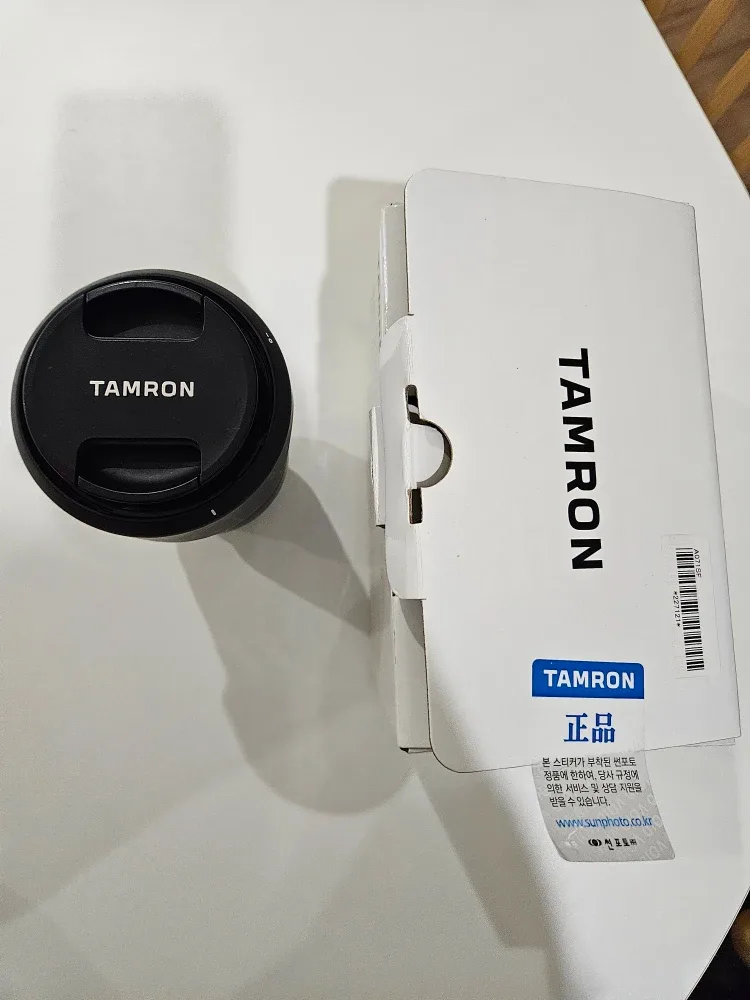 TAMRON
TAMRON
A071SF
*227121*
TAMRON
正品
본 스티커가 부착된 썬포토
정품에 한하여, 당사 규정에
의한 서비스 및 상담 지원을
받을 수 있습니다.
www.sunphoto.co.kr
썬포토㈜